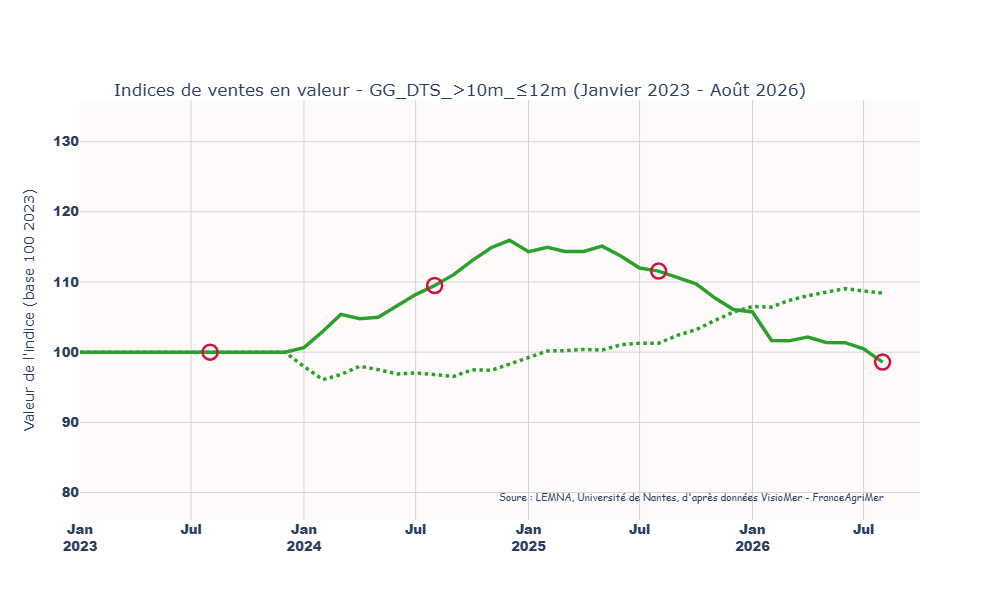 Indices de ventes en valeur - GG_DTS_>10m_≤12m (Janvier 2023 - Août 2026)
Valeur de l'indice (base 100 2023)
130
120
110
100
90
80
Soure : LEMNA, Université de Nantes, d'après données VisioMer - FranceAgriMer
Jan Jul Jan Jul Jan Jul Jan Jul
2023 2024 2025 2026